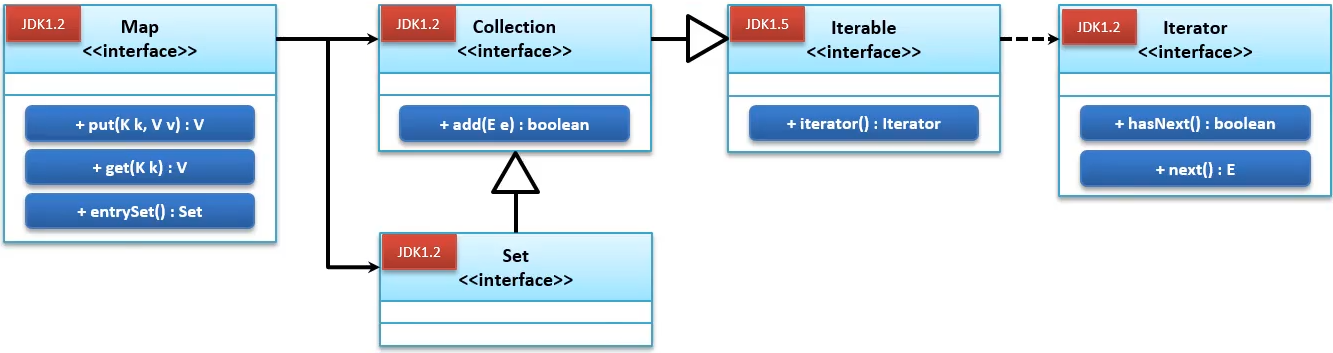 JDK1.2
Map
<<interface>>
+ put(K k, V v) : V
+ get(K k) : V
+ entrySet() : Set
JDK1.2
Collection
<<interface>>
+ add(E e) : boolean
JDK1.5
Iterable
<<interface>>
+ iterator() : Iterator
JDK1.2
Iterator
<<interface>>
+ hasNext() : boolean
+ next() : E
JDK1.2
Set
<<interface>>